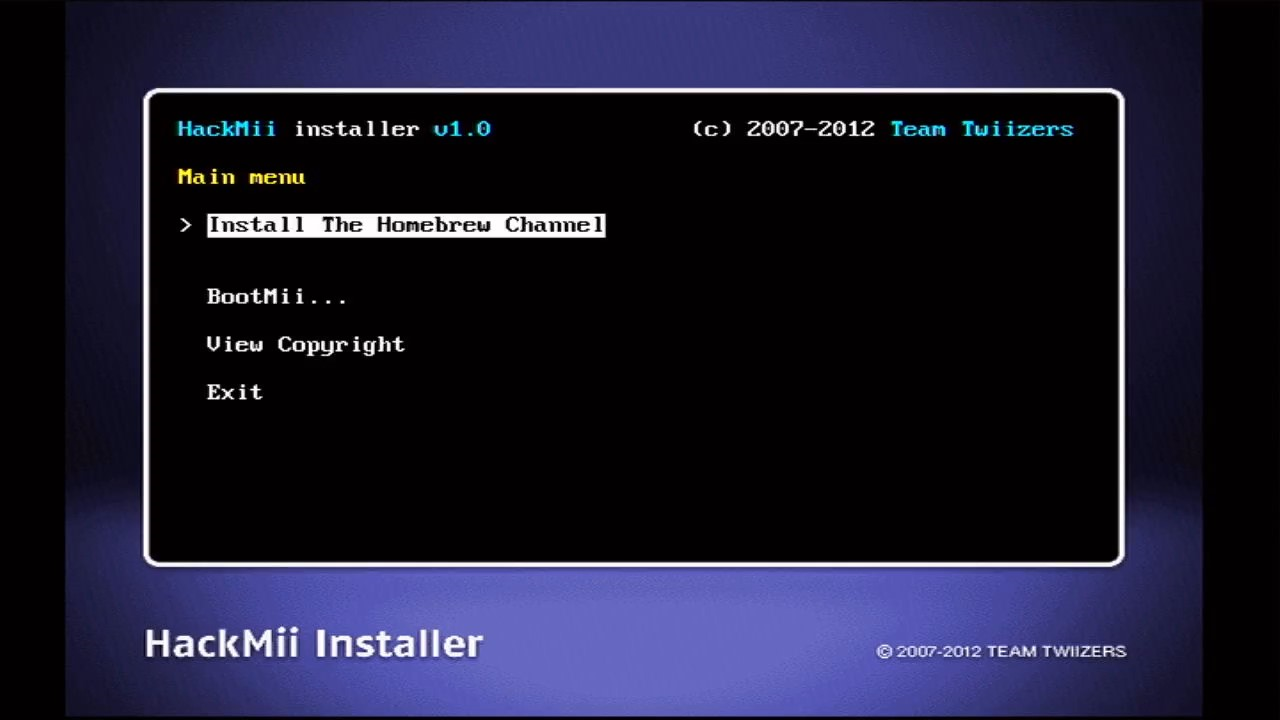 HackMii installer v1.0 (c) 2007-2012 Team Twiizers
Main menu
> Install The Homebrew Channel
BootMii...
View Copyright
Exit
HackMii Installer © 2007-2012 TEAM TWIIZERS